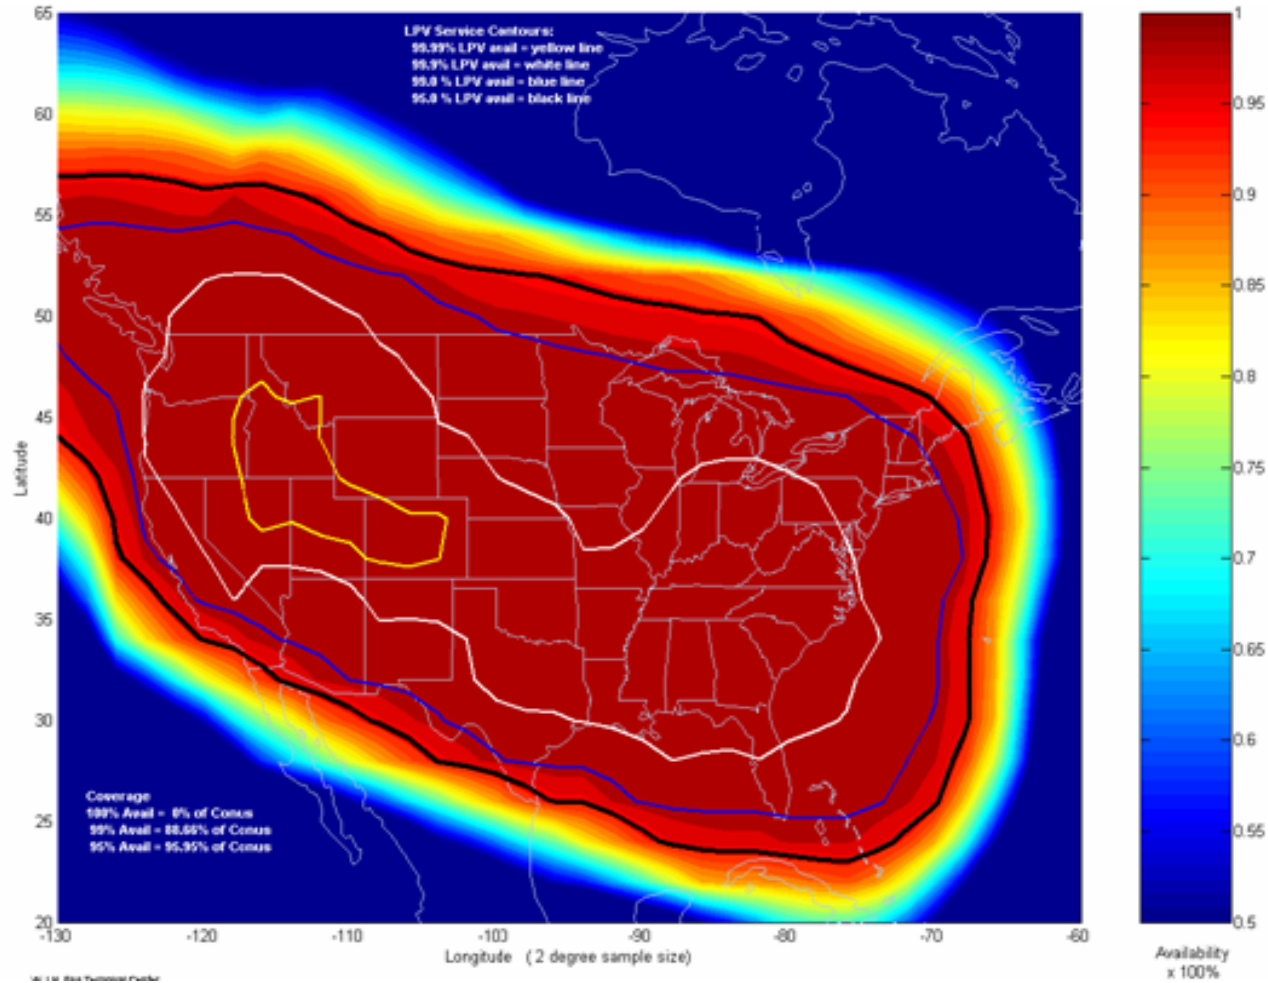 65
60
55
50
45
40
35
30
25
20
Latitude
LPV Service Contours:
99.99% LPV avail = yellow line
99.9% LPV avail = white line
99.0 % LPV avail = blue line
95.0 % LPV avail = black line
Coverage
100% Avail = 0% of Conus
99% Avail = 88.66% of Conus
95% Avail = 95.95% of Conus
-130 -120 -110 -100 -90 -80 -70 -60
Longitude ( 2 degree sample size)
1
0.95
0.9
0.85
0.8
0.75
0.7
0.65
0.6
0.55
0.5
Availability
x 100%
Technical Center